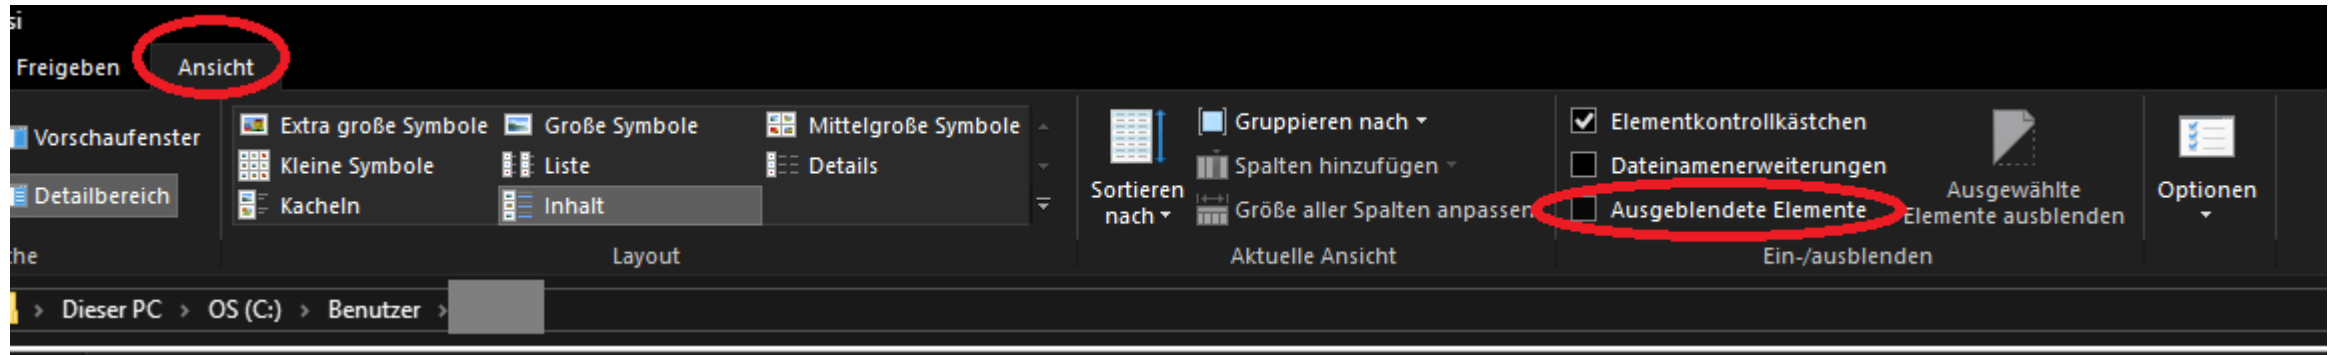 si
Freigeben Ansicht
Vorschaufenster
Detailbereich
Extra große Symbole Große Symbole Mittelgroße Symbole
Kleine Symbole Liste Details
Kacheln Inhalt
Layout
Sortieren nach
Gruppieren nach
Spalten hinzufügen
Größe aller Spalten anpassen
Aktuelle Ansicht
Elementkontrollkästchen
Dateinamenerweiterungen
Ausgeblendete Elemente
Ausgewählte
Elemente ausblenden
Ein-/ausblenden
Optionen
he
Dieser PC > OS (C:) > Benutzer >